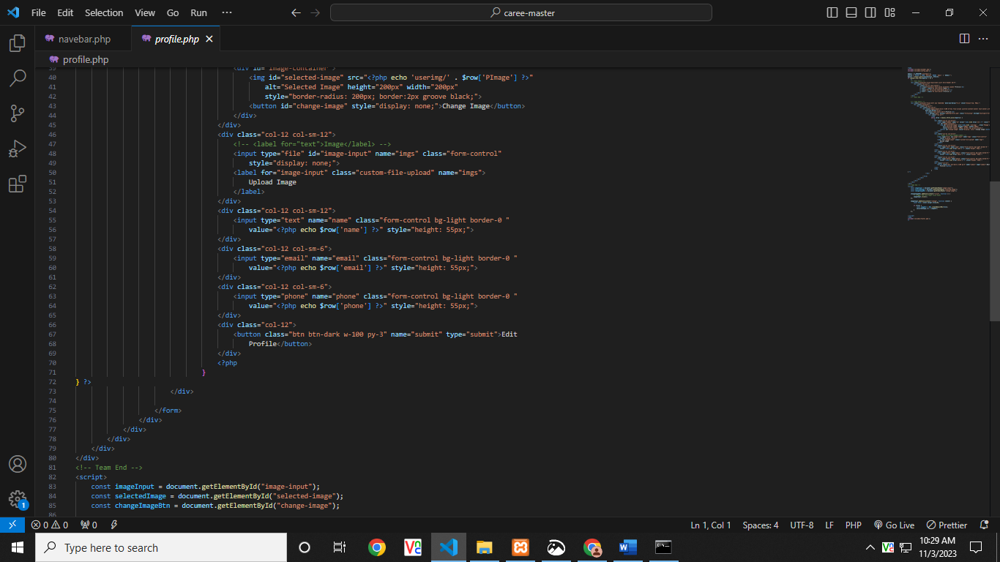 File Edit Selection View Go Run ··· caree-master
navebar.php profile.php
profile.php
39 <div id="image-container">
40 <img id="selected-image" src="<?php echo 'userimg/' . $row['PImage'] ?>"
41 alt="Selected Image" height="200px" width="200px"
42 style="border-radius: 200px; border:2px groove black;">
43 <button id="change-image" style="display: none;">Change Image</button>
44 </div>
45 </div>
46 <div class="col-12 col-sm-12">
47 <!-- <label for="text">Image</label> -->
48 <input type="file" id="image-input" name="imgs" class="form-control"
49 style="display: none;">
50 <label for="image-input" class="custom-file-upload" name="imgs">
51 Upload Image
52 </label>
53 </div>
54 <div class="col-12 col-sm-12">
55 <input type="text" name="name" class="form-control bg-light border-0 "
56 value="<?php echo $row['name'] ?>" style="height: 55px;">
57 </div>
58 <div class="col-12 col-sm-6">
59 <input type="email" name="email" class="form-control bg-light border-0 "
60 value="<?php echo $row['email'] ?>" style="height: 55px;">
61 </div>
62 <div class="col-12 col-sm-6">
63 <input type="phone" name="phone" class="form-control bg-light border-0 "
64 value="<?php echo $row['phone'] ?>" style="height: 55px;">
65 </div>
66 <div class="col-12">
67 <button class="btn btn-dark w-100 py-3" name="submit" type="submit">Edit
68 Profile</button>
69 </div>
70 <?php
71 }
72 } ?>
73 </div>
74
75 </form>
76 </div>
77 </div>
78 </div>
79 </div>
80 </div>
81 <!-- Team End -->
82 <script>
83 const imageInput = document.getElementById("image-input");
84 const selectedImage = document.getElementById("selected-image");
85 const changeImageBtn = document.getElementById("change-image");
86
1
0 0 0 Ln 1, Col 1 Spaces: 4 UTF-8 LF PHP Go Live Prettier
Type here to search 10:29 AM
11/3/2023